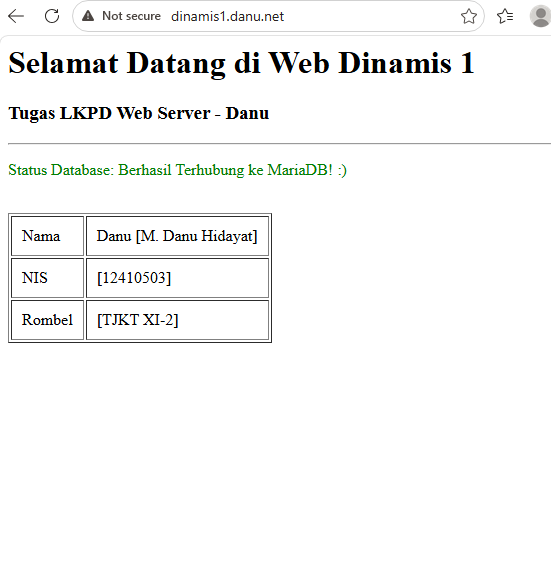 Not secure dinamis1.danu.net
Selamat Datang di Web Dinamis 1
Tugas LKPD Web Server - Danu
Status Database: Berhasil Terhubung ke MariaDB! :)
Nama Danu [M. Danu Hidayat]
NIS [12410503]
Rombel [TJKT XI-2]